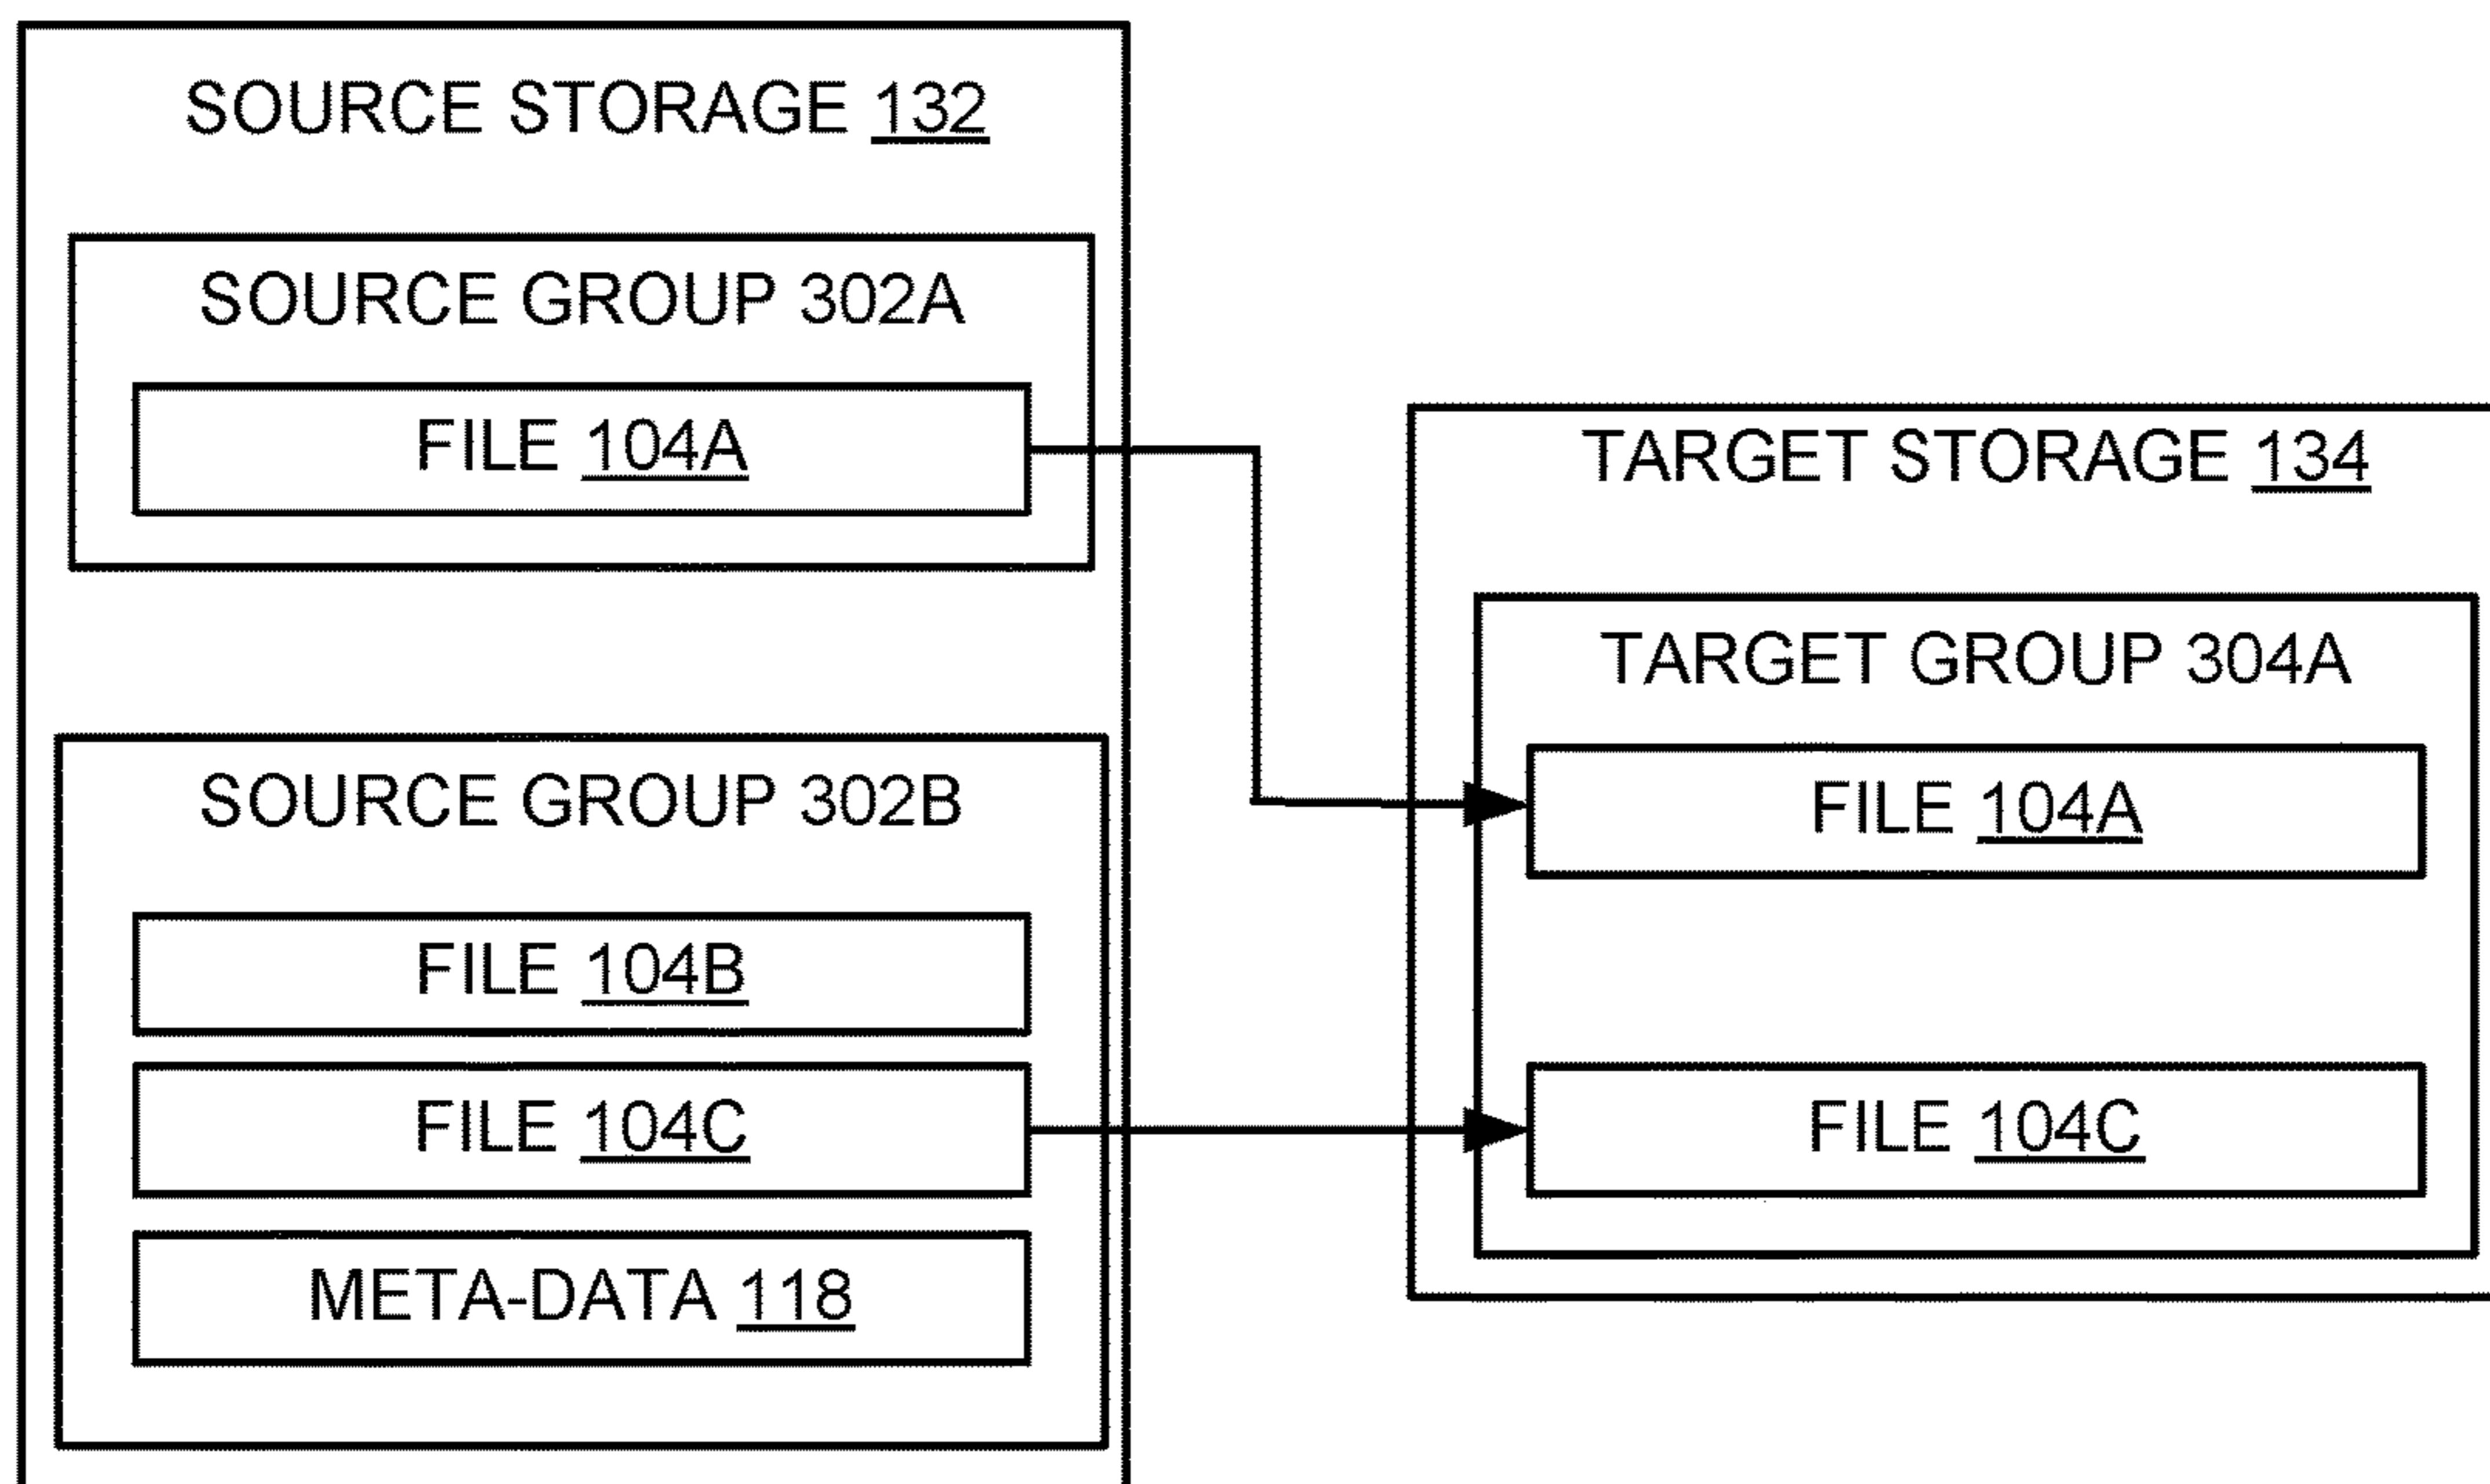 SOURCE STORAGE 132
SOURCE GROUP 302A
FILE 104A
SOURCE GROUP 302B
FILE 104B
FILE 104C
META-DATA 118
TARGET STORAGE 134
TARGET GROUP 304A
FILE 104A
FILE 104C